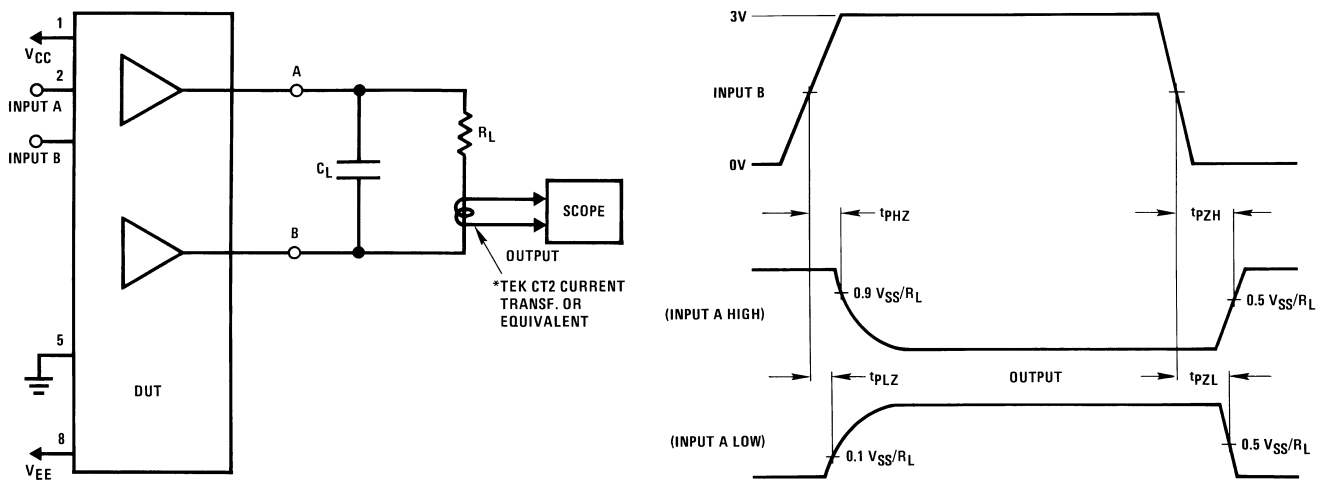 1
VCC
2
INPUT A
INPUT B
5
DUT
8
VEE
A
B
CL
RL
SCOPE
OUTPUT
*TEK CT2 CURRENT
TRANSF. OR
EQUIVALENT
3V
INPUT B
0V
tPHZ
tPZH
(INPUT A HIGH)
0.9 VSS/RL
0.5 VSS/RL
tPLZ
OUTPUT
tPZL
(INPUT A LOW)
0.1 VSS/RL
0.5 VSS/RL